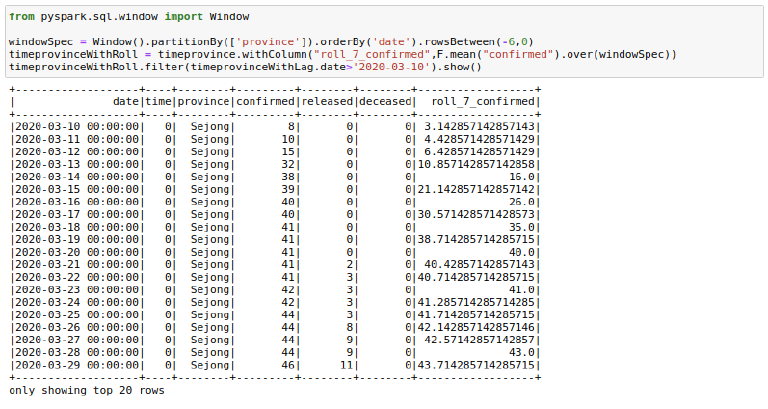 from pyspark.sql.window import Window
windowSpec = Window().partitionBy(['province']).orderBy('date').rowsBetween(-6,0)
timeprovinceWithRoll = timeprovince.withColumn("roll_7_confirmed",F.mean("confirmed").over(windowSpec))
timeprovinceWithRoll.filter(timeprovinceWithLag.date>'2020-03-10').show()
+-------------------+----+--------+---------+--------+--------+------------------+
|               date|time|province|confirmed|released|deceased|  roll_7_confirmed|
+-------------------+----+--------+---------+--------+--------+------------------+
|2020-03-10 00:00:00|   0|  Sejong|        8|       0|       0| 3.142857142857143|
|2020-03-11 00:00:00|   0|  Sejong|       10|       0|       0| 4.428571428571429|
|2020-03-12 00:00:00|   0|  Sejong|       15|       0|       0| 6.428571428571429|
|2020-03-13 00:00:00|   0|  Sejong|       32|       0|       0|10.857142857142858|
|2020-03-14 00:00:00|   0|  Sejong|       38|       0|       0|              16.0|
|2020-03-15 00:00:00|   0|  Sejong|       39|       0|       0|21.142857142857142|
|2020-03-16 00:00:00|   0|  Sejong|       40|       0|       0|              26.0|
|2020-03-17 00:00:00|   0|  Sejong|       40|       0|       0|30.571428571428573|
|2020-03-18 00:00:00|   0|  Sejong|       41|       0|       0|              35.0|
|2020-03-19 00:00:00|   0|  Sejong|       41|       0|       0|38.714285714285715|
|2020-03-20 00:00:00|   0|  Sejong|       41|       0|       0|              40.0|
|2020-03-21 00:00:00|   0|  Sejong|       41|       2|       0| 40.42857142857143|
|2020-03-22 00:00:00|   0|  Sejong|       41|       3|       0|40.714285714285715|
|2020-03-23 00:00:00|   0|  Sejong|       42|       3|       0|              41.0|
|2020-03-24 00:00:00|   0|  Sejong|       42|       3|       0|41.285714285714285|
|2020-03-25 00:00:00|   0|  Sejong|       44|       3|       0|41.714285714285715|
|2020-03-26 00:00:00|   0|  Sejong|       44|       8|       0|42.142857142857146|
|2020-03-27 00:00:00|   0|  Sejong|       44|       9|       0| 42.57142857142857|
|2020-03-28 00:00:00|   0|  Sejong|       44|       9|       0|              43.0|
|2020-03-29 00:00:00|   0|  Sejong|       46|      11|       0|43.714285714285715|
+-------------------+----+--------+---------+--------+--------+------------------+
only showing top 20 rows